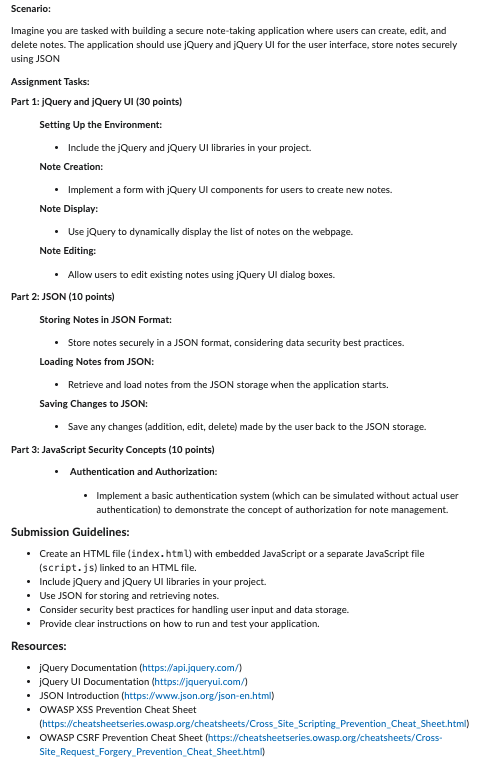 Scenario:
Imagine you are tasked with building a secure note-taking application where users can create, edit, and
delete notes. The application should use jQuery and jQuery UI for the user interface, store notes securely
using JSON
Assignment Tasks:
Part 1: jQuery and jQuery UI (30 points)
Setting Up the Environment:
• Include the jQuery and jQuery UI libraries in your project.
Note Creation:
• Implement a form with jQuery UI components for users to create new notes.
Note Display:
• Use jQuery to dynamically display the list of notes on the webpage.
Note Editing:
• Allow users to edit existing notes using jQuery UI dialog boxes.
Part 2: JSON (10 points)
Storing Notes in JSON Format:
• Store notes securely in a JSON format, considering data security best practices.
Loading Notes from JSON:
• Retrieve and load notes from the JSON storage when the application starts.
Saving Changes to JSON:
• Save any changes (addition, edit, delete) made by the user back to the JSON storage.
Part 3: JavaScript Security Concepts (10 points)
• Authentication and Authorization:
• Implement a basic authentication system (which can be simulated without actual user
authentication) to demonstrate the concept of authorization for note management.
Submission Guidelines:
• Create an HTML file (index.html) with embedded JavaScript or a separate JavaScript file
(script.js) linked to an HTML file.
• Include jQuery and jQuery UI libraries in your project.
• Use JSON for storing and retrieving notes.
• Consider security best practices for handling user input and data storage.
• Provide clear instructions on how to run and test your application.
Resources:
• jQuery Documentation (https://api.jquery.com/)
• jQuery UI Documentation (https://jqueryui.com/)
• JSON Introduction (https://www.json.org/json-en.html)
• OWASP XSS Prevention Cheat Sheet
(https://cheatsheetseries.owasp.org/cheatsheets/Cross_Site_Scripting_Prevention_Cheat_Sheet.html)
• OWASP CSRF Prevention Cheat Sheet (https://cheatsheetseries.owasp.org/cheatsheets/Cross-
Site_Request_Forgery_Prevention_Cheat_Sheet.html)